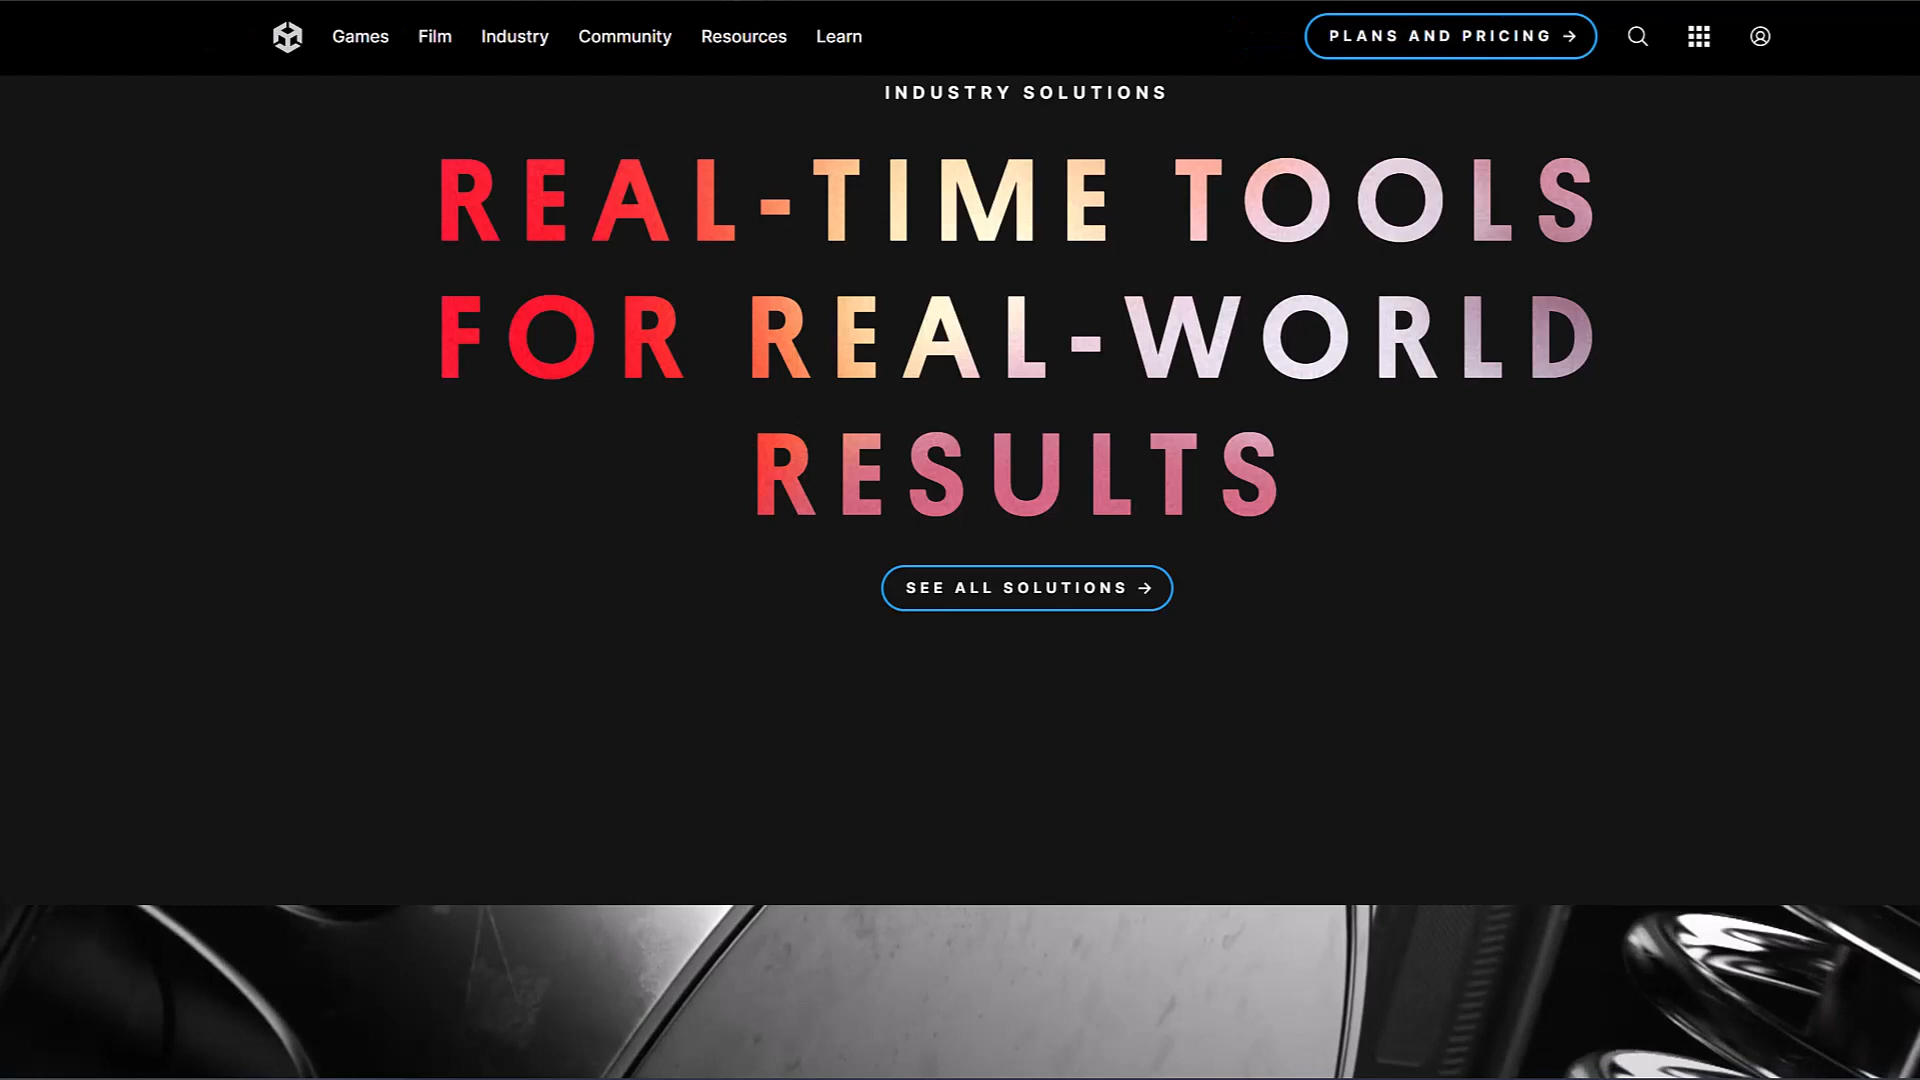 Games Film Industry Community Resources Learn PLANS AND PRICING →
INDUSTRY SOLUTIONS
REAL-TIME TOOLS
FOR REAL-WORLD
RESULTS
SEE ALL SOLUTIONS →